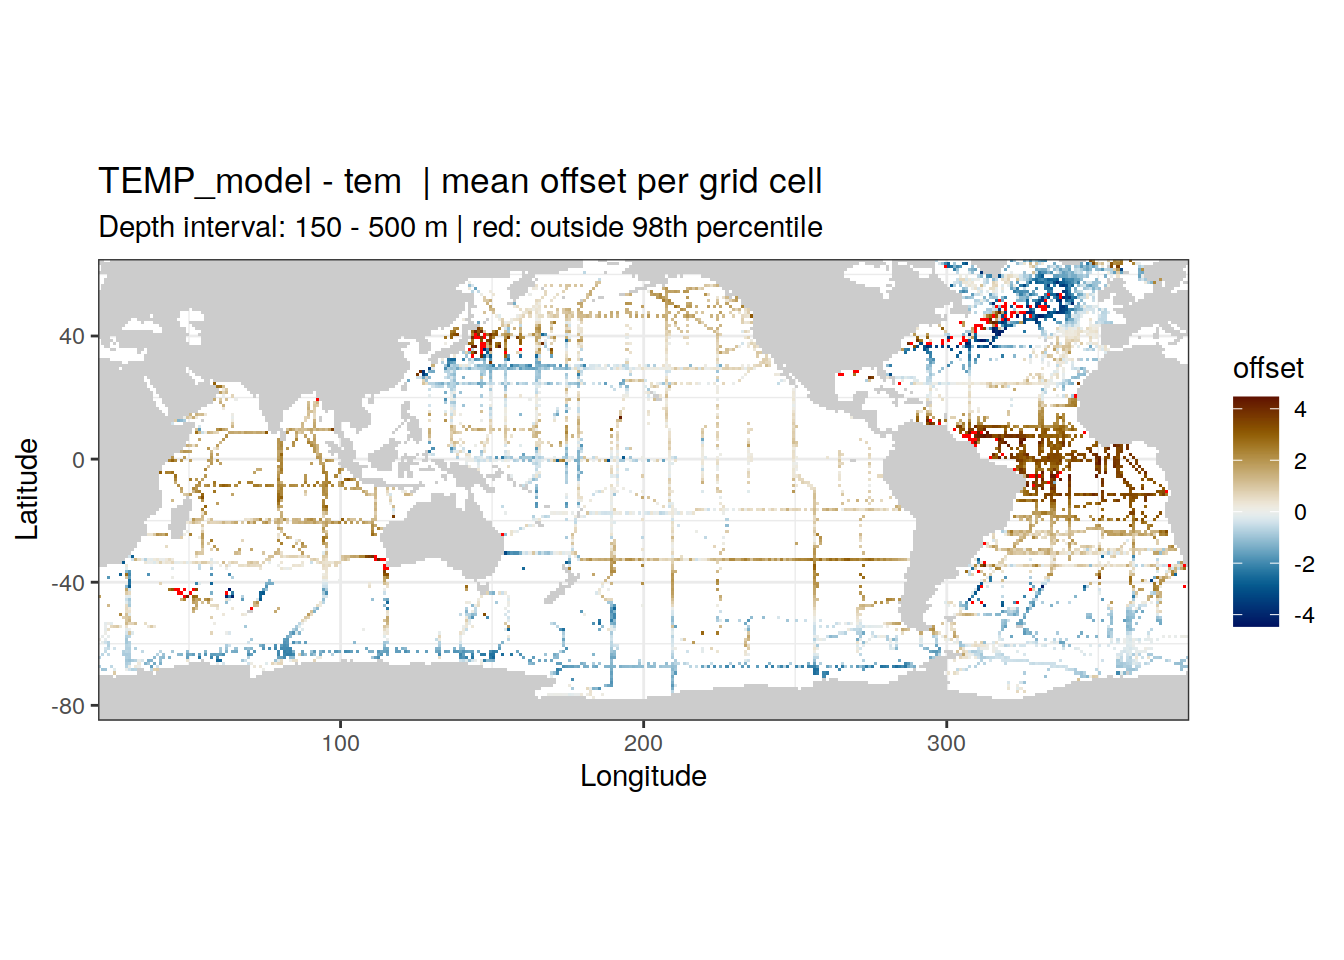 TEMP_model - tem  | mean offset per grid cell
Depth interval: 150 - 500 m | red: outside 98th percentile
offset
4
2
0
-2
-4
Latitude
40
0
-40
-80
100
200
300
Longitude